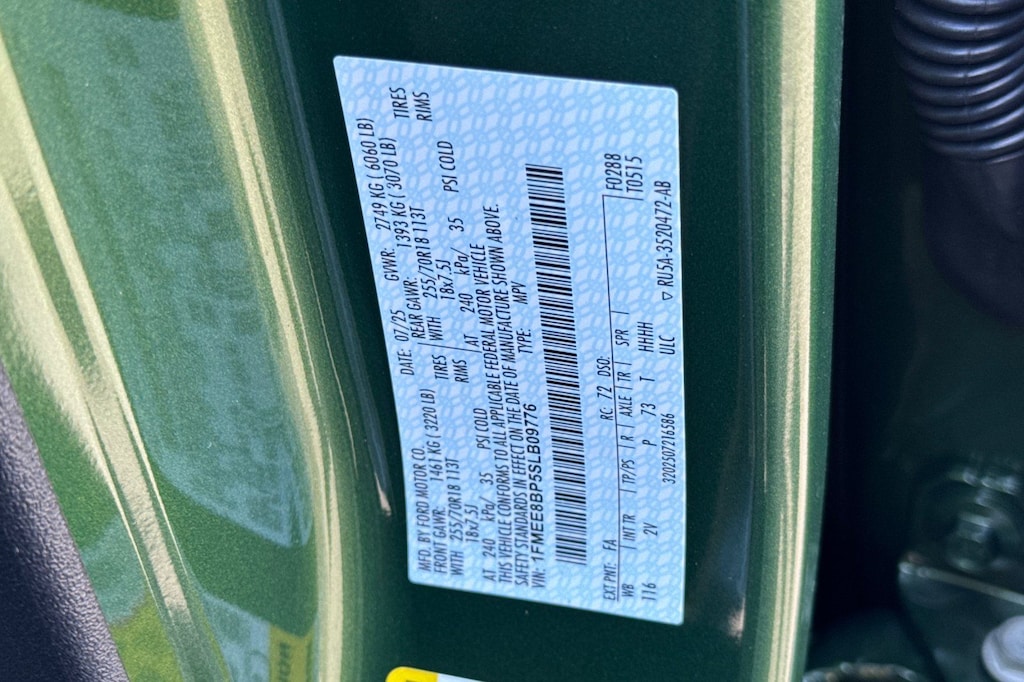 MFD. BY FORD MOTOR CO. DATE: 07/25 GVWR: 2749 KG ( 6060 LB)
FRONT GAWR: 1461 KG ( 3220 LB) REAR GAWR: 1393 KG ( 3070 LB)
WITH 255/70R18 113T TIRES WITH 255/70R18 113T TIRES
18x7.5J RIMS 18x7.5J RIMS
AT 240 kPa/ 35 PSI COLD AT 240 kPa/ 35 PSI COLD
THIS VEHICLE CONFORMS TO ALL APPLICABLE FEDERAL MOTOR VEHICLE
SAFETY STANDARDS IN EFFECT ON THE DATE OF MANUFACTURE SHOWN ABOVE.
VIN: 1FMEE8BP5SLB09776 TYPE: MPV
EXT PNT: FA RC: 72 DSO: F0288
WB INT TR TP/PS R AXLE TR SPR T0515
116 2V P 73 T HHHH
3202507216586 ULC ▽ RU5A-3520472-AB